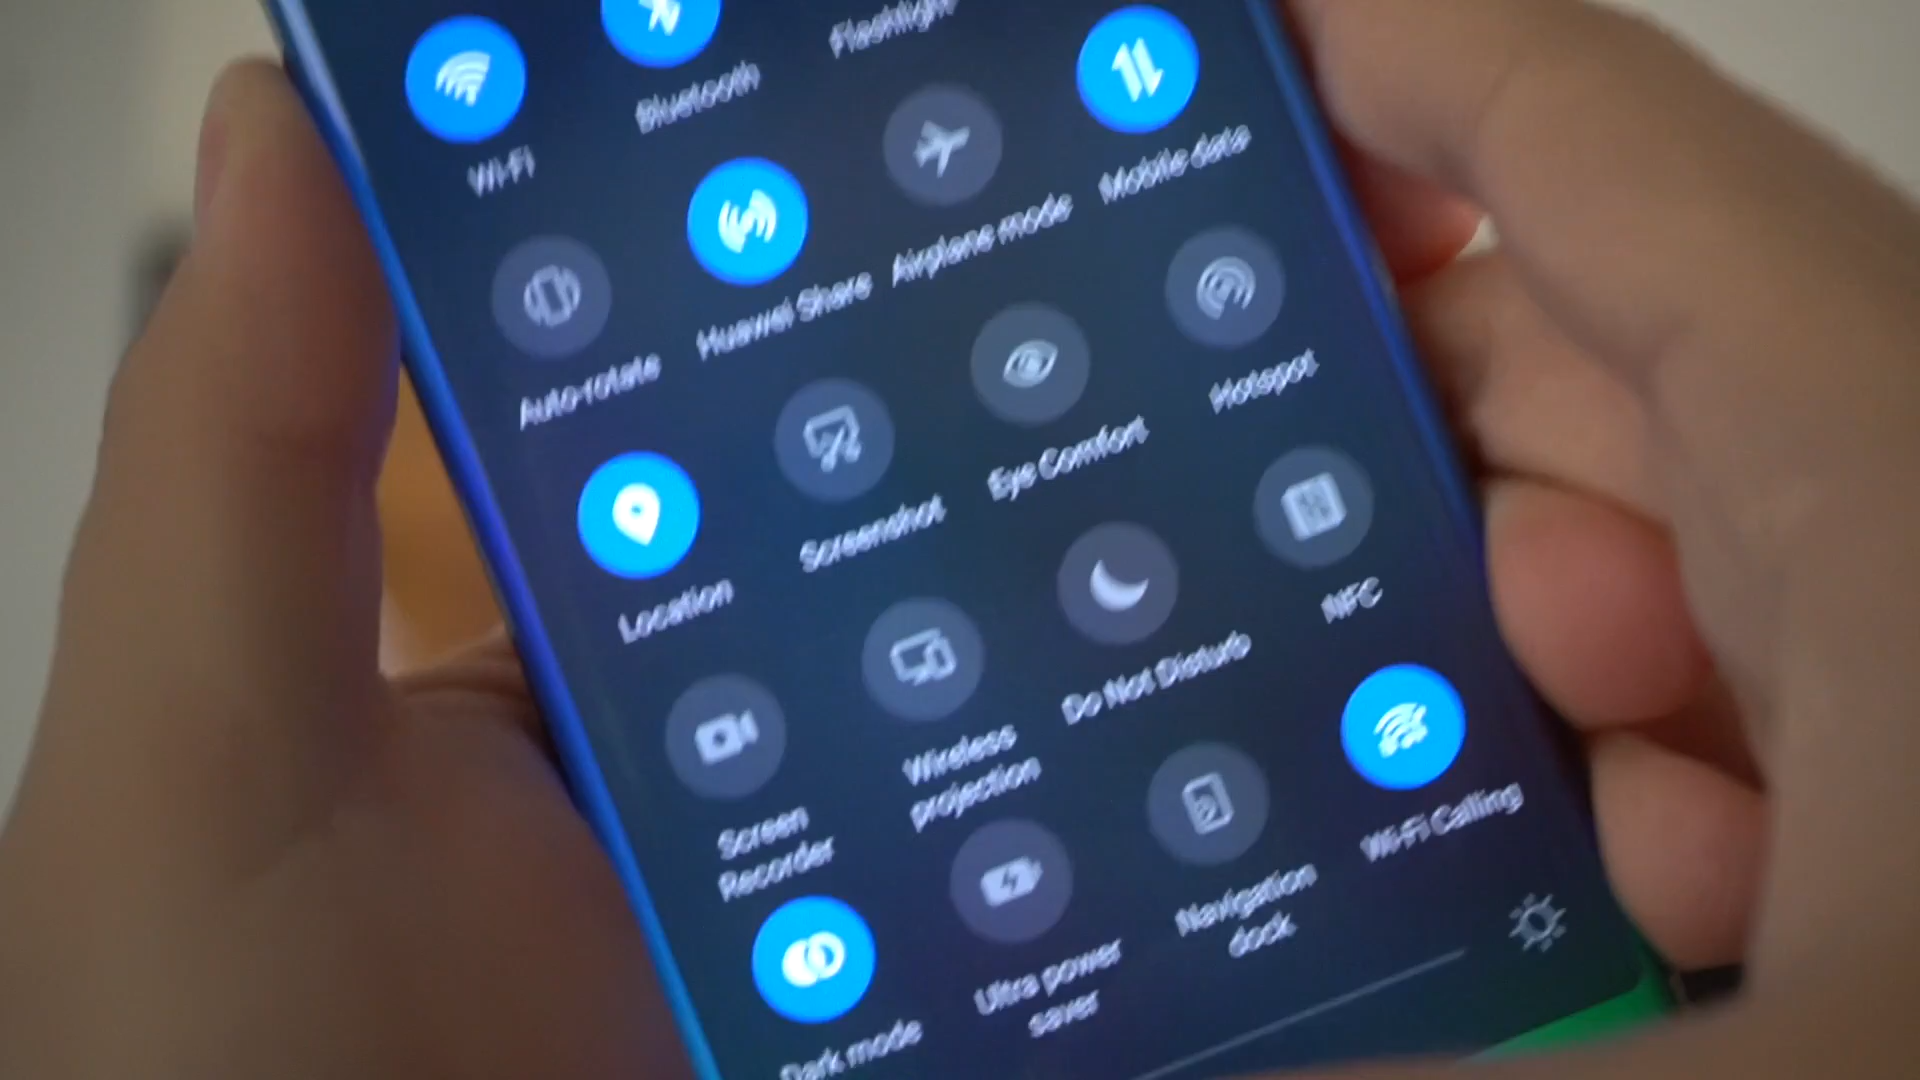 Wi-Fi
Bluetooth
Flashlight
Mobile data
Auto-rotate
Huawei Share
Airplane mode
Hotspot
Location
Screenshot
Eye Comfort
NFC
Screen
Recorder
Wireless
projection
Do Not Disturb
Wi-Fi Calling
Dark mode
Ultra power
saver
Navigation
dock